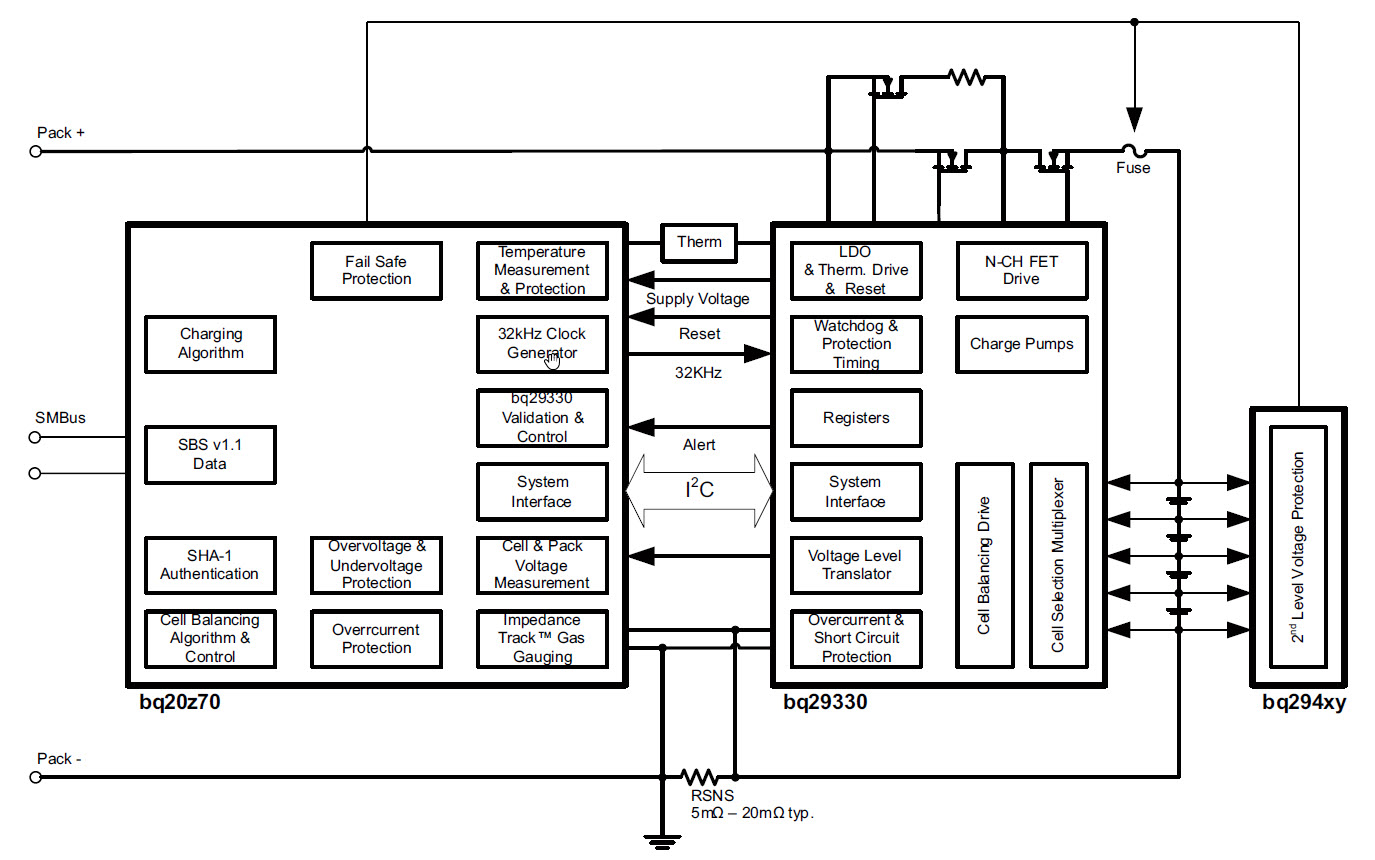 Pack +
Fuse
Therm
Fail Safe
Protection
Temperature
Measurement
& Protection
LDO
& Therm. Drive
& Reset
N-CH FET
Drive
Supply Voltage
Charging
Algorithm
32kHz Clock
Generator
Reset
32KHz
Watchdog &
Protection
Timing
Charge Pumps
SMBus
SBS v1.1
Data
bq29330
Validation &
Control
Alert
Registers
System
Interface
I²C
System
Interface
Cell Balancing Drive
Cell Selection Multiplexer
2nd Level Voltage Protection
SHA-1
Authentication
Overvoltage &
Undervoltage
Protection
Cell & Pack
Voltage
Measurement
Voltage Level
Translator
Cell Balancing
Algorithm &
Control
Overrcurrent
Protection
Impedance
Track™ Gas
Gauging
Overcurrent &
Short Circuit
Protection
bq20z70
bq29330
bq294xy
Pack -
RSNS
5mΩ – 20mΩ typ.